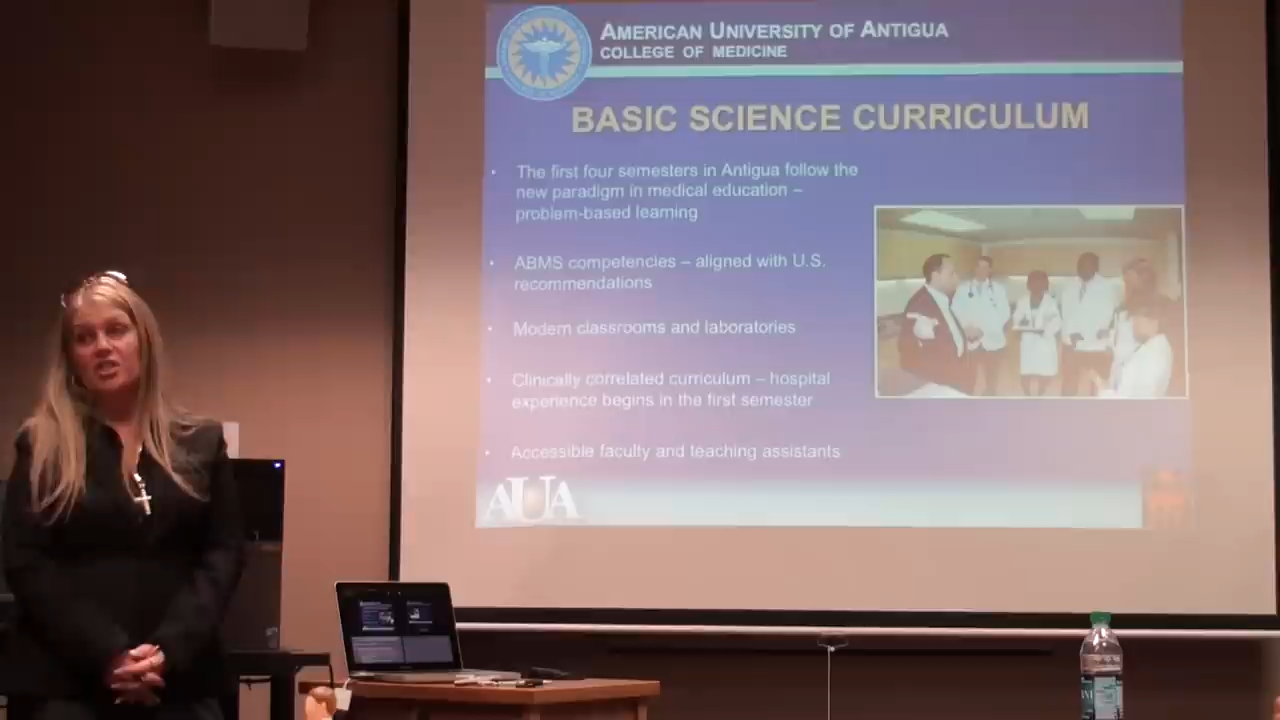 AMERICAN UNIVERSITY OF ANTIGUA
COLLEGE OF MEDICINE
BASIC SCIENCE CURRICULUM
• The first four semesters in Antigua follow the
new paradigm in medical education –
problem-based learning
• ABMS competencies – aligned with U.S.
recommendations
• Modern classrooms and laboratories
• Clinically correlated curriculum – hospital
experience begins in the first semester
• Accessible faculty and teaching assistants
AUA